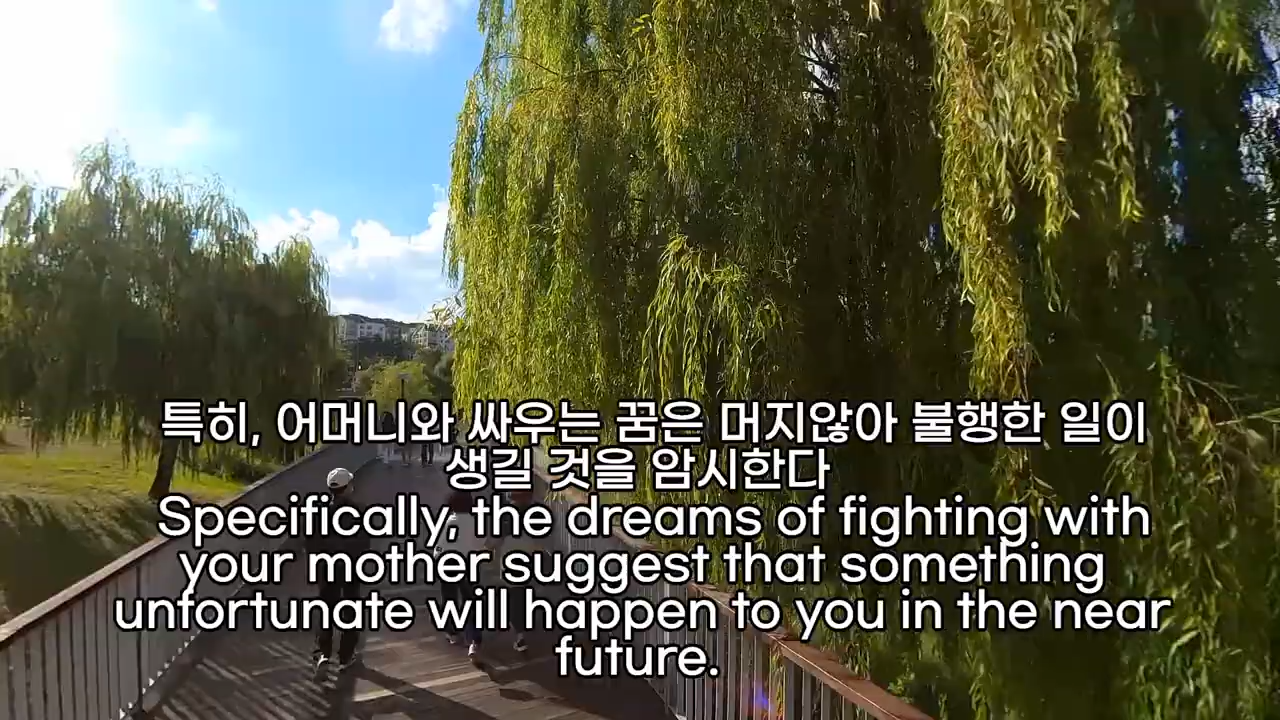 특히, 어머니와 싸우는 꿈은 머지않아 불행한 일이
생길 것을 암시한다
Specifically, the dreams of fighting with
your mother suggest that something
unfortunate will happen to you in the near
future.